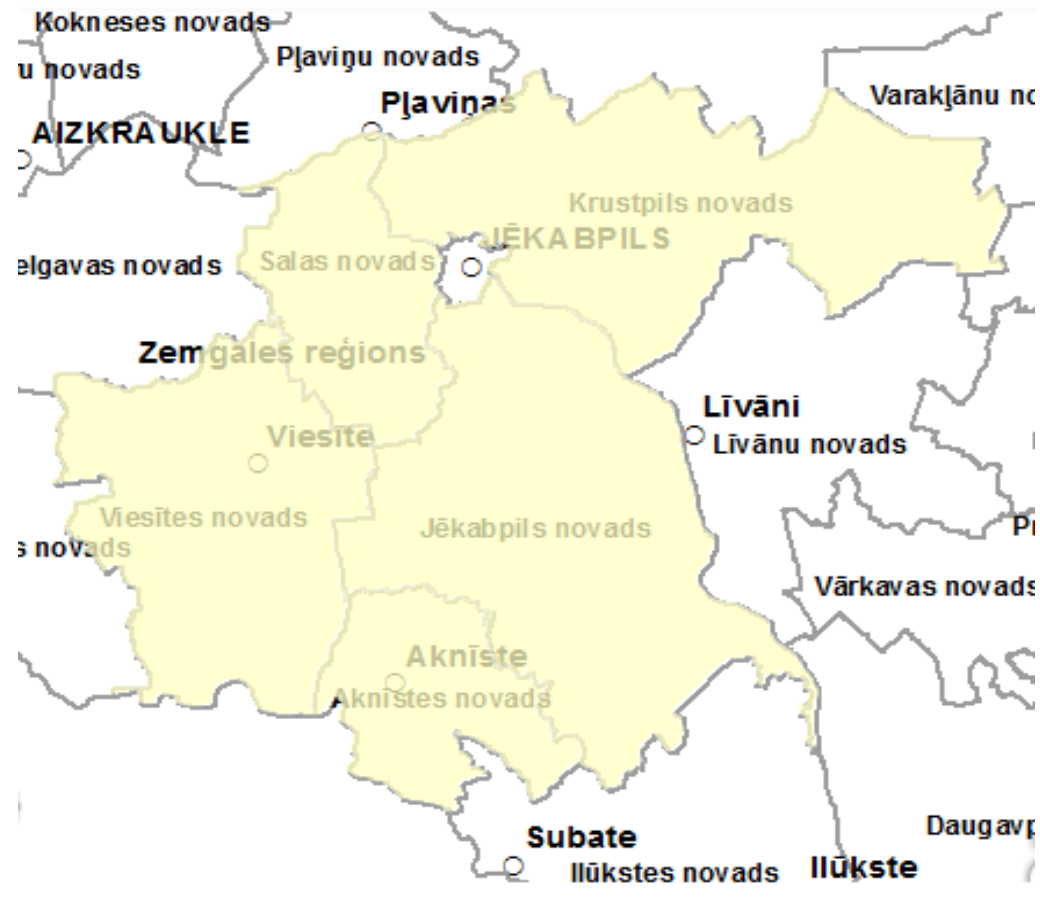 Kokneses novads
Pļaviņu novads
u novads
Varakļānu no
Pļaviņas
AIZKRAUKLE
Krustpils novads
JĒKABPILS
elgavas novads
Salas novads
Zemgales reģions
Līvāni
Viesīte
Līvānu novads
Viesītes novads
Jēkabpils novads
s novads
Vārkavas novads
Aknīste
Aknīstes novads
Daugavp
Subate
Ilūkstes novads
Ilūkste